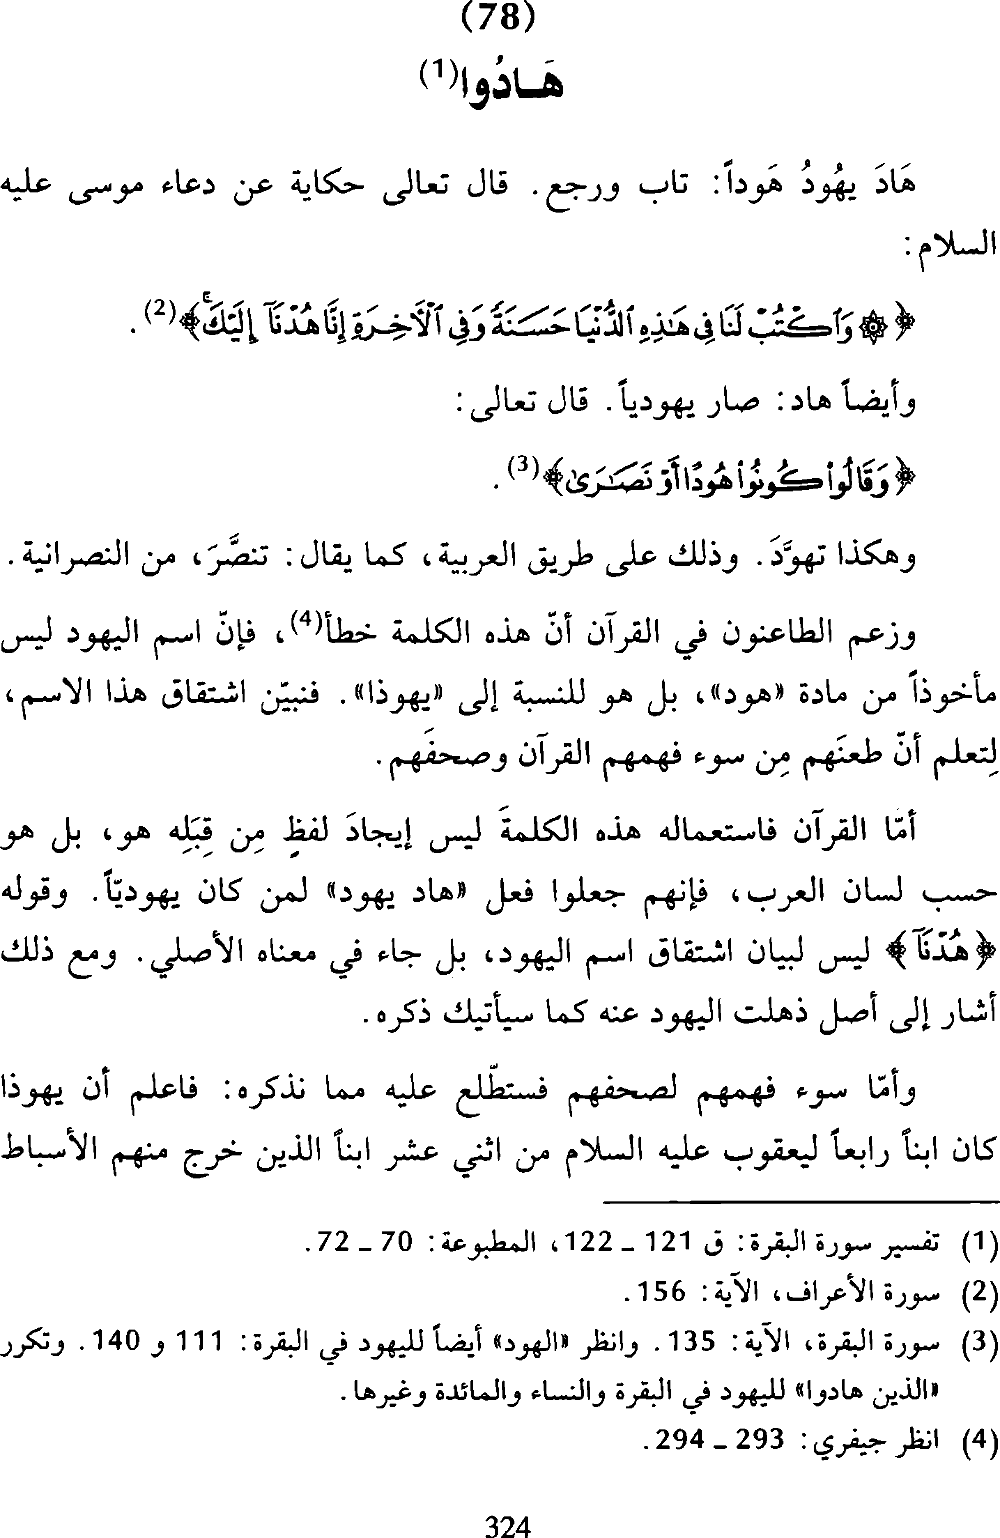 (78)
هَـادُوا(1)
هَادَ يهُودُ هَوداً: تاب ورجع. قال تعالى حكاية عن دعاء موسى عليه
السلام:
﴿۞ وَٱكْتُبْ لَنَا فِى هَٰذِهِ ٱلدُّنْيَا حَسَنَةً وَفِى ٱلْأَخِرَةِ إِنَّا هُدْنَآ إِلَيْكَۚ﴾(2).
وأيضاً هاد: صار يهودياً. قال تعالى:
﴿وَقَالُوا۟ كُونُوا۟ هُودًا أَوْ نَصَٰرَىٰ﴾(3).
وهكذا تهوَّدَ. وذلك على طريق العربية، كما يقال: تنصَّرَ، من النصرانية.
وزعم الطاعنون في القرآن أنّ هذه الكلمة خطأ(4)، فإنّ اسم اليهود ليس
مأخوذاً من مادة «هود»، بل هو للنسبة إلى «يهوذا». فنبيّن اشتقاق هذا الاسم،
لِتعلم أنّ طعنَهم مِن سوء فهمهم القرآن وصحفَهم.
أمّا القرآن فاستعماله هذه الكلمةَ ليس إيجادَ لفظٍ مِن قِبَلِه هو، بل هو
حسب لسان العرب، فإنهم جعلوا فعل «هاد يهود» لمن كان يهوديّاً. وقوله
﴿هُدْنَآ﴾ ليس لبيان اشتقاق اسم اليهود، بل جاء في معناه الأصلي. ومع ذلك
أشار إلى أصل ذهلت اليهود عنه كما سيأتيك ذكره.
وأمّا سوء فهمهم لصحفهم فستطّلع عليه مما نذكره: فاعلم أن يهوذا
كان ابناً رابعاً ليعقوب عليه السلام من اثني عشر ابناً الذين خرج منهم الأسباط
(1) تفسير سورة البقرة: ق 121 ـ 122، المطبوعة: 70 ـ 72.
(2) سورة الأعراف، الآية: 156.
(3) سورة البقرة، الآية: 135. وانظر «الهود» أيضاً لليهود في البقرة: 111 و 140. وتكرر
«الذين هادوا» لليهود في البقرة والنساء والمائدة وغيرها.
(4) انظر جيفري: 293 ـ 294.
324